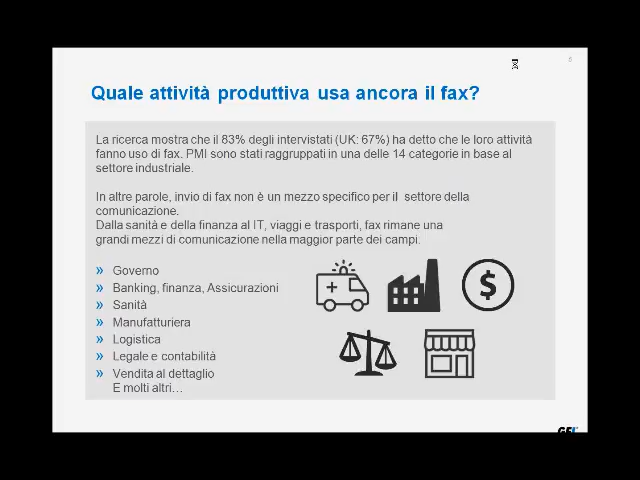 6
Quale attività produttiva usa ancora il fax?
La ricerca mostra che il 83% degli intervistati (UK: 67%) ha detto che le loro attività
fanno uso di fax. PMI sono stati raggruppati in una delle 14 categorie in base al
settore industriale.
In altre parole, invio di fax non è un mezzo specifico per il settore della
comunicazione.
Dalla sanità e della finanza al IT, viaggi e trasporti, fax rimane una
grandi mezzi di comunicazione nella maggior parte dei campi.
» Governo
» Banking, finanza, Assicurazioni
» Sanità
» Manufatturiera
» Logistica
» Legale e contabilità
» Vendita al dettaglio
E molti altri…
$
GFI